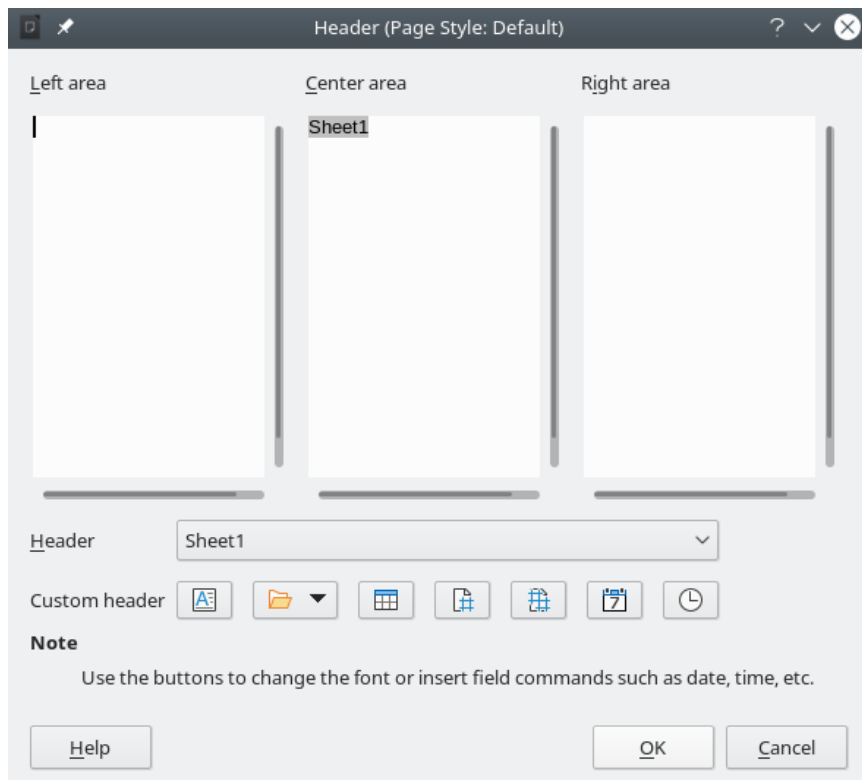 Header (Page Style: Default)
Left area Center area Right area
Sheet1
Header Sheet1
Custom header 7
Note
Use the buttons to change the font or insert field commands such as date, time, etc.
Help OK Cancel